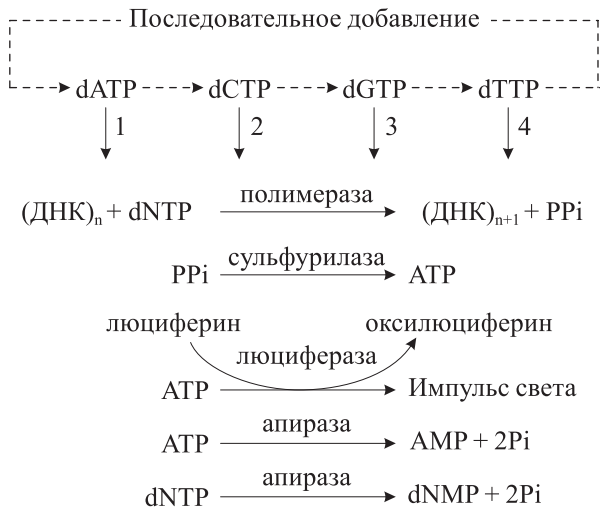 Последовательное добавление
dATP dCTP dGTP dTTP
1 2 3 4
полимераза
(ДНК)n + dNTP (ДНК)n+1 + PPi
сульфурилаза
PPi ATP
люциферин оксилюциферин
люцифераза
ATP Импульс света
апираза
ATP AMP + 2Pi
апираза
dNTP dNMP + 2Pi